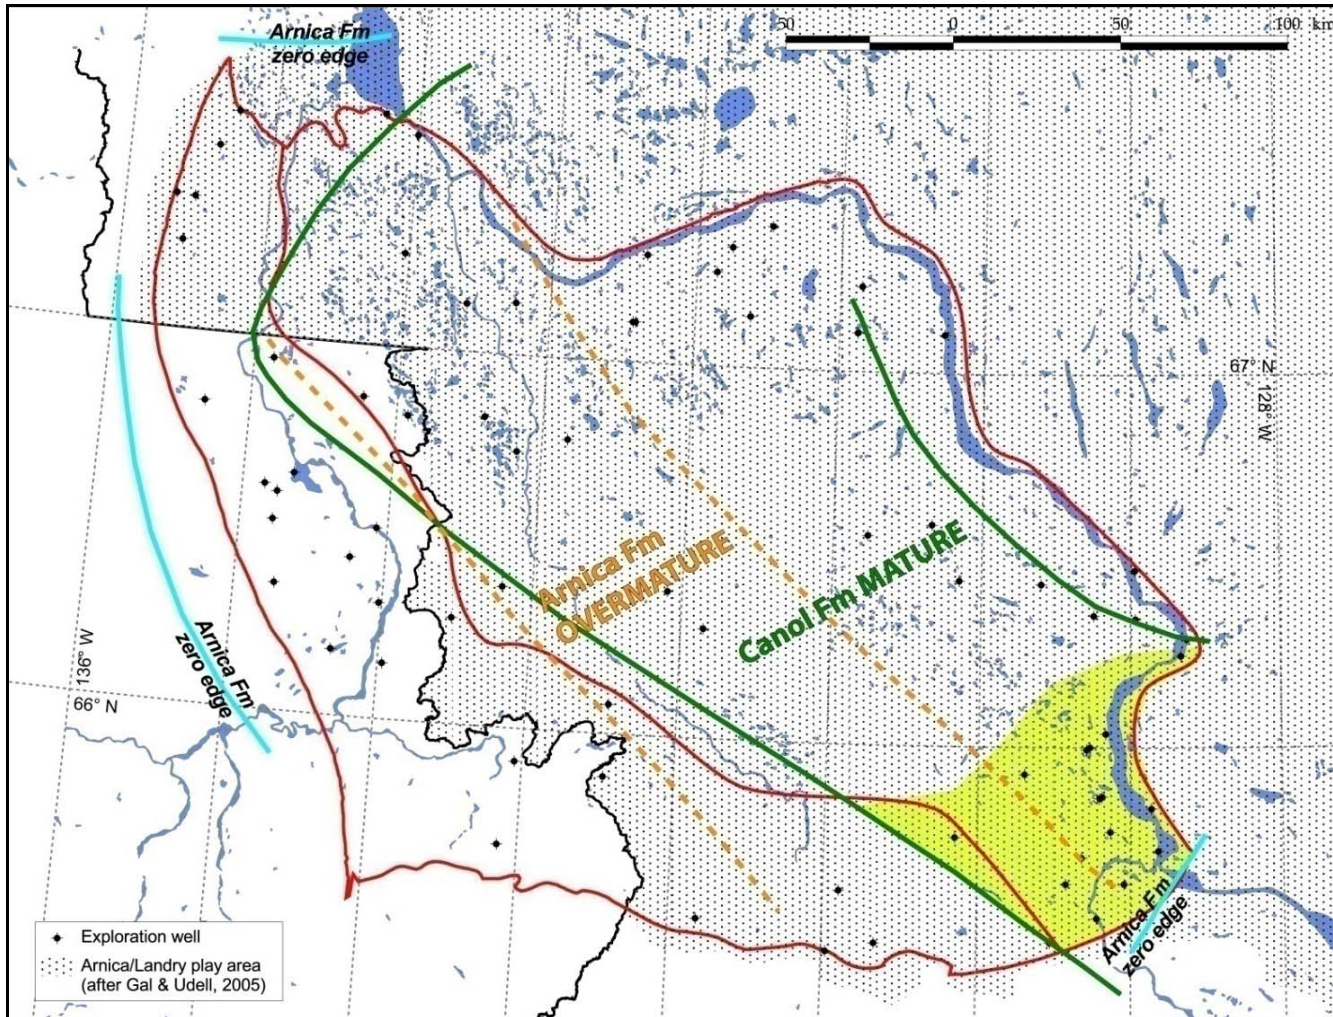 Arnica Fm
zero edge
50 0 50 100 km
67° N
128° W
Arnica Fm
OVERMATURE
Canol Fm MATURE
136° W
66° N
Arnica Fm
zero edge
Arnica Fm
zero edge
Exploration well
Arnica/Landry play area
(after Gal & Udell, 2005)